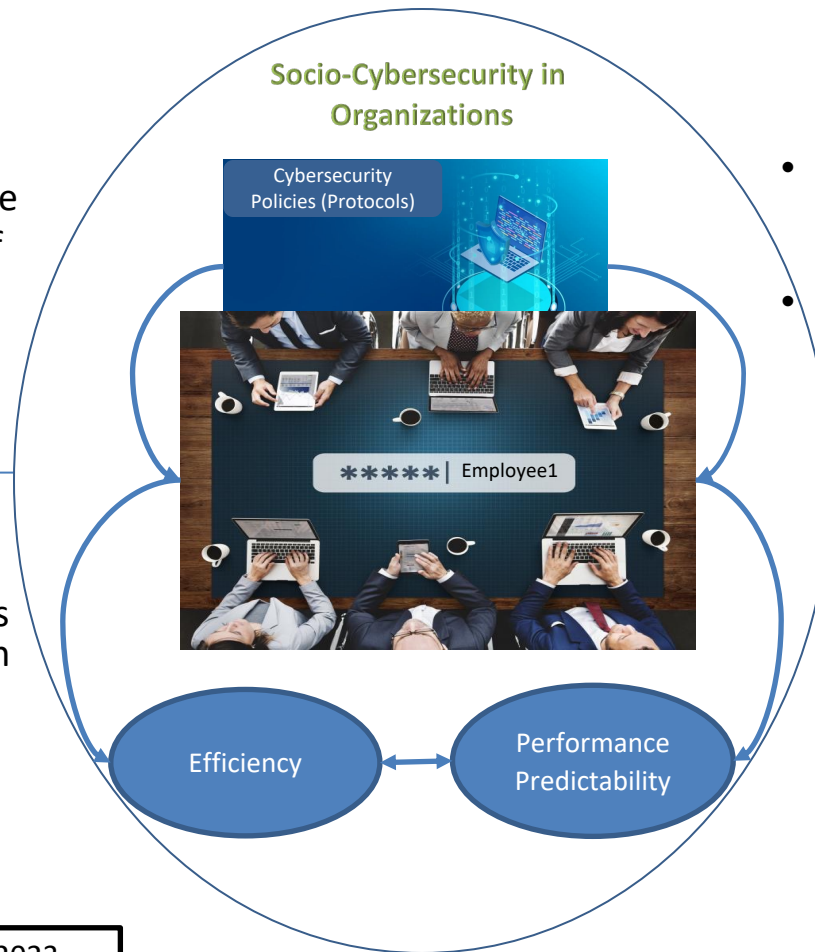 Socio-Cybersecurity in
Organizations
Cybersecurity
Policies (Protocols)
*****| Employee1
Efficiency
Performance
Predictability